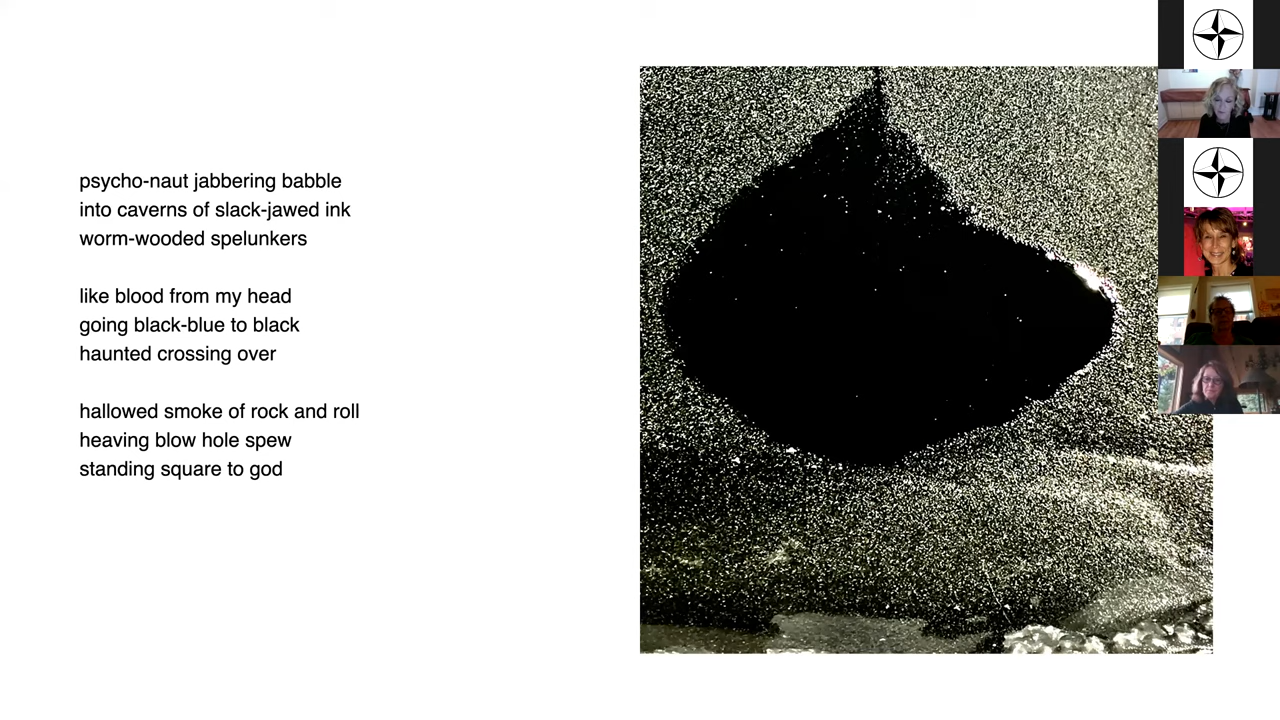 psycho-naut jabbering babble
into caverns of slack-jawed ink
worm-wooded spelunkers
like blood from my head
going black-blue to black
haunted crossing over
hallowed smoke of rock and roll
heaving blow hole spew
standing square to god